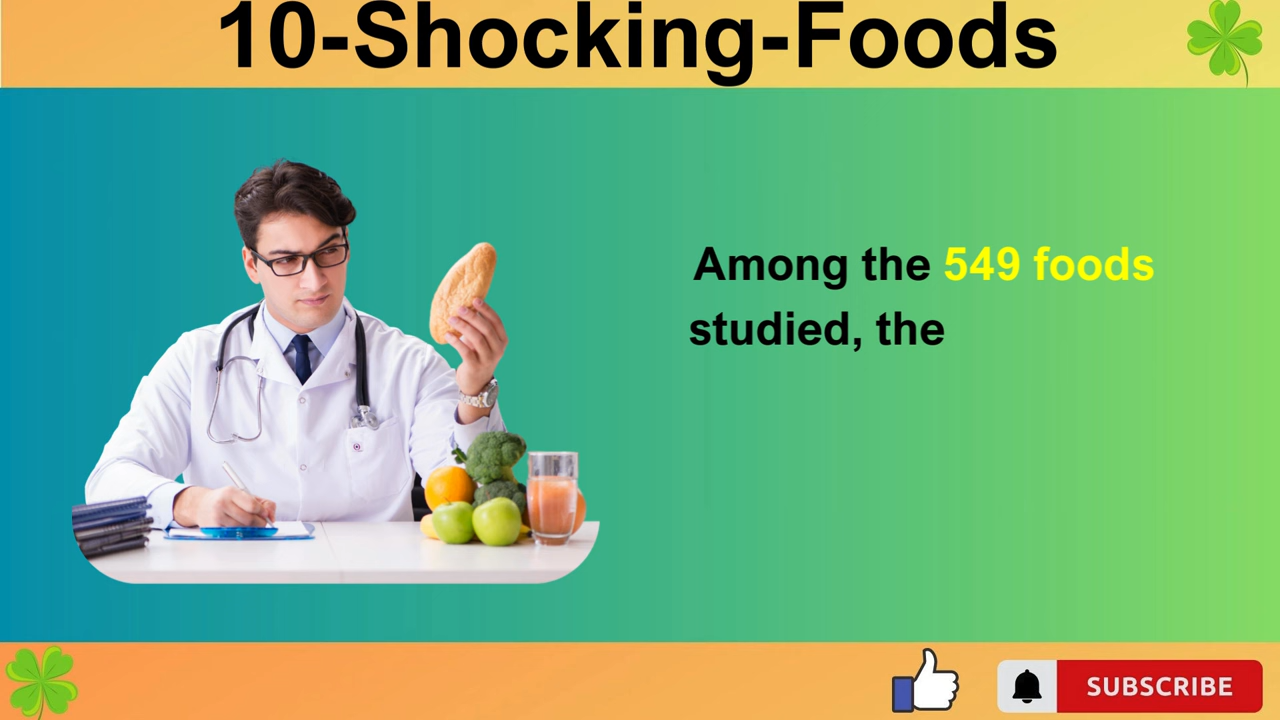 10-Shocking-Foods
Among the 549 foods
studied, the
SUBSCRIBE